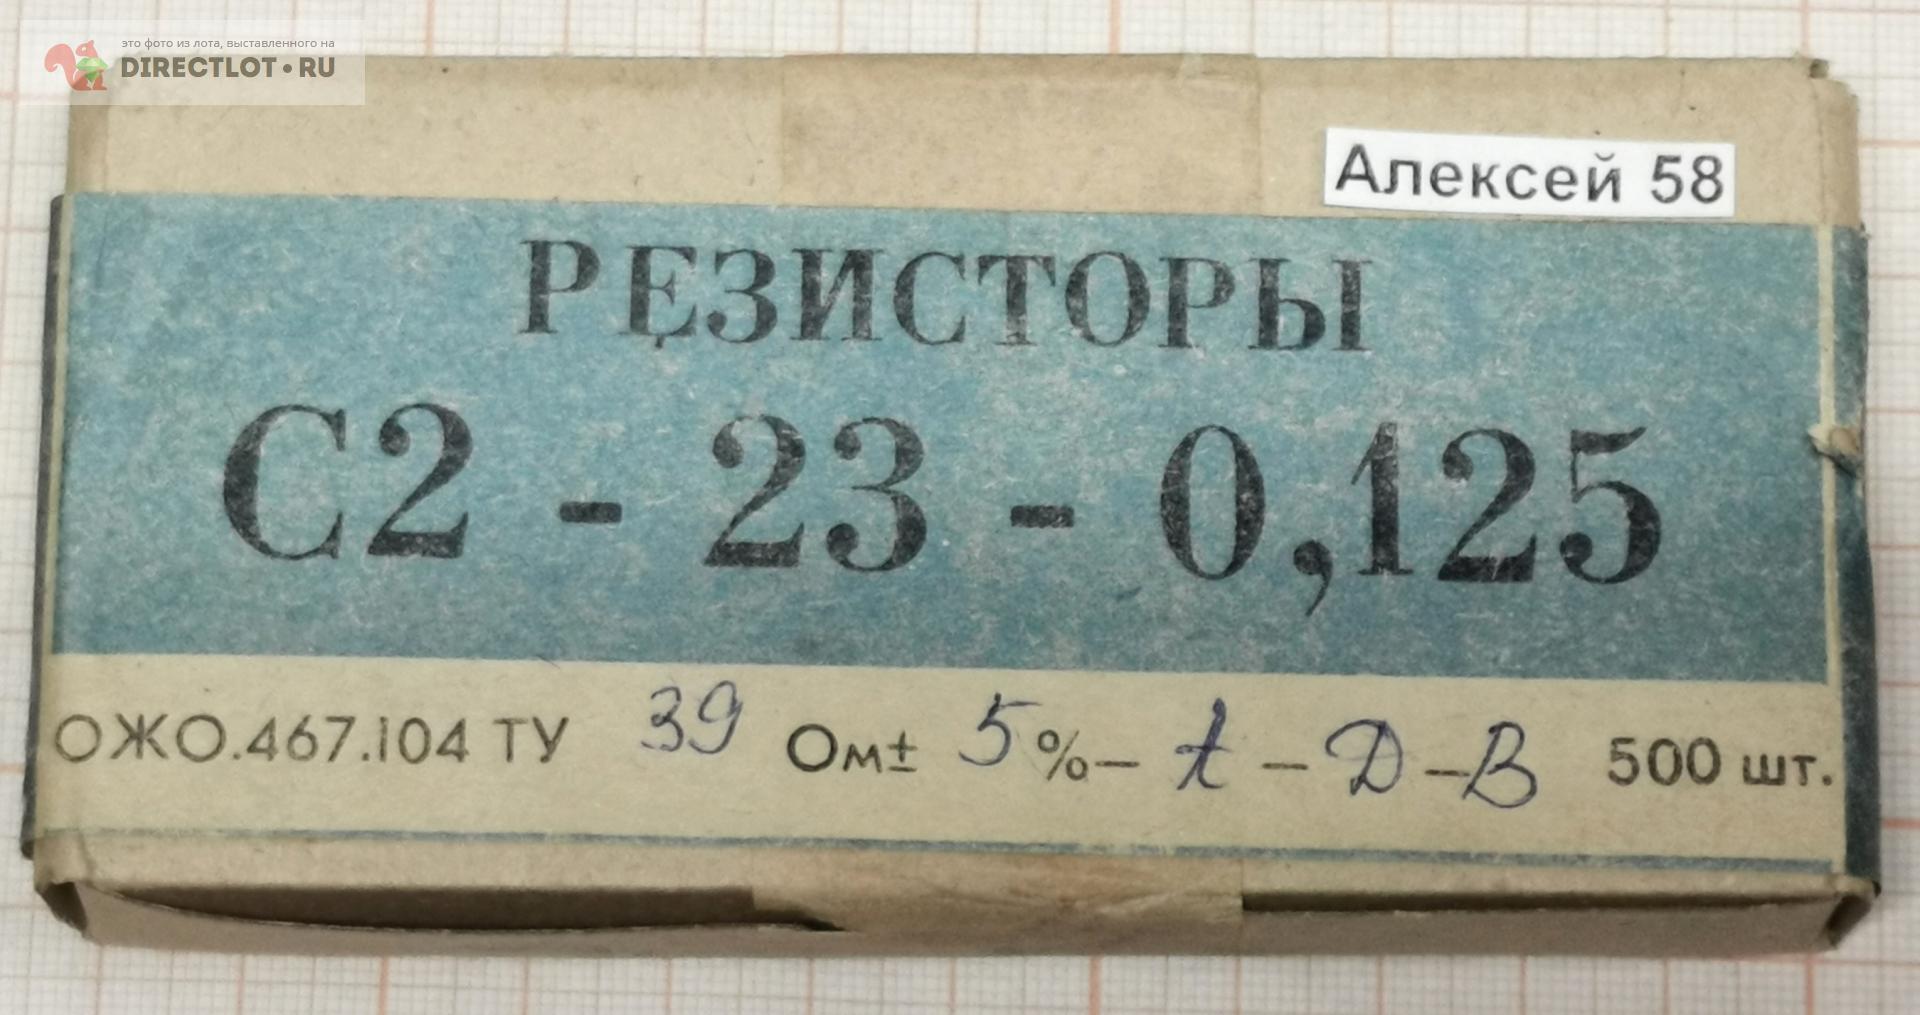 это фото из лота, выставленного на
DIRECTLOT•RU
Алексей 58
РЕЗИСТОРЫ
С2 - 23 - 0,125
ОЖО.467.104 ТУ 39 Ом± 5 %– А – Д –В 500 шт.